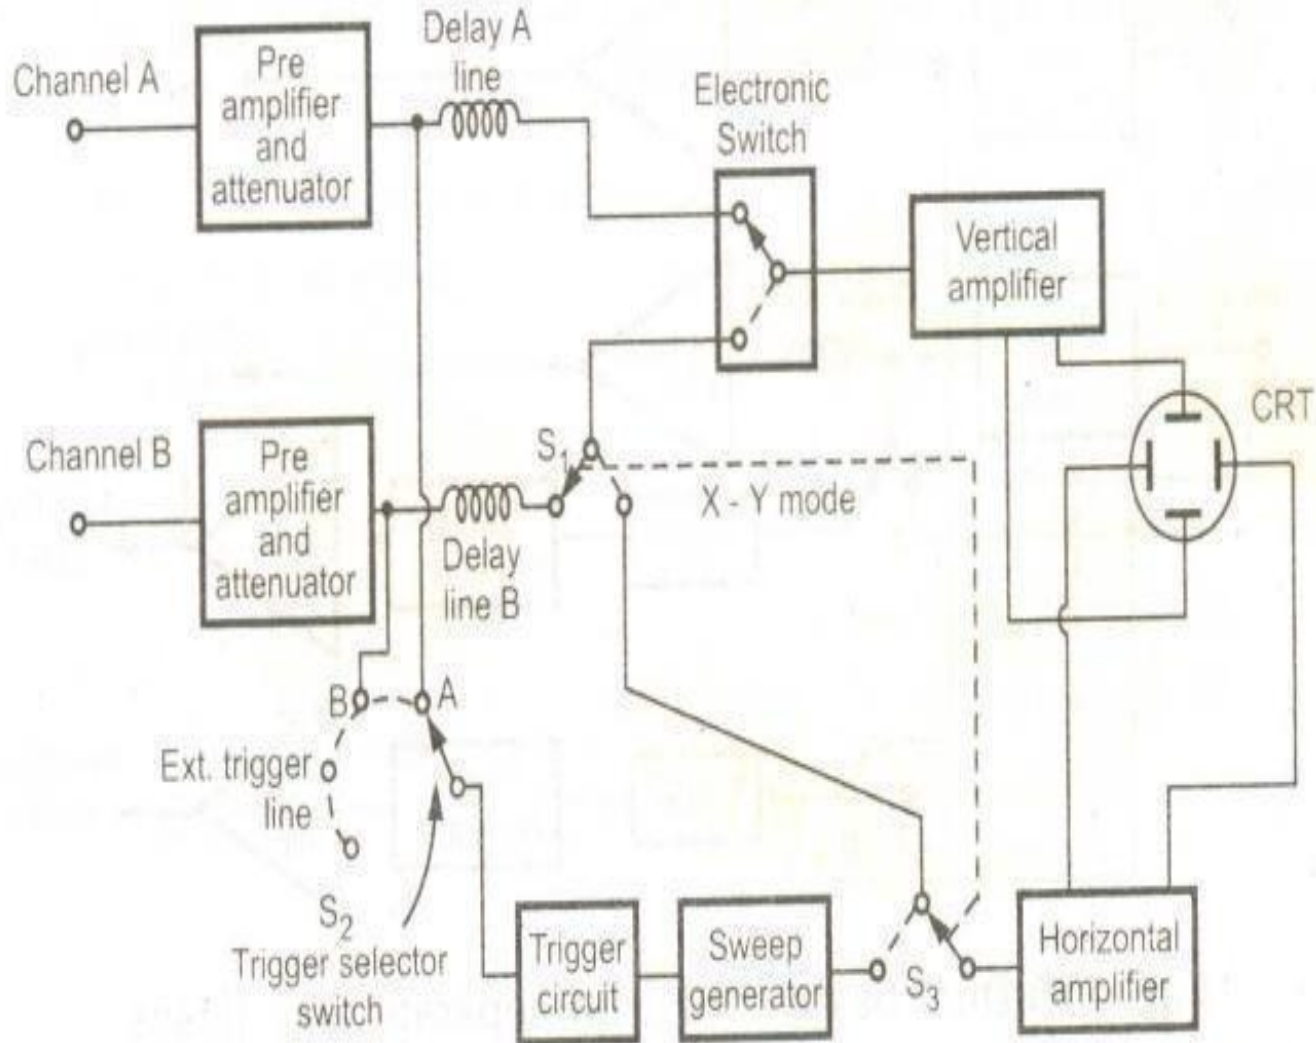 Channel A
Pre
amplifier
and
attenuator
Delay A
line
Electronic
Switch
Vertical
amplifier
CRT
Channel B
Pre
amplifier
and
attenuator
Delay
line B
S1
X - Y mode
B
A
Ext. trigger
line
S2
Trigger selector
switch
Trigger
circuit
Sweep
generator
S3
Horizontal
amplifier